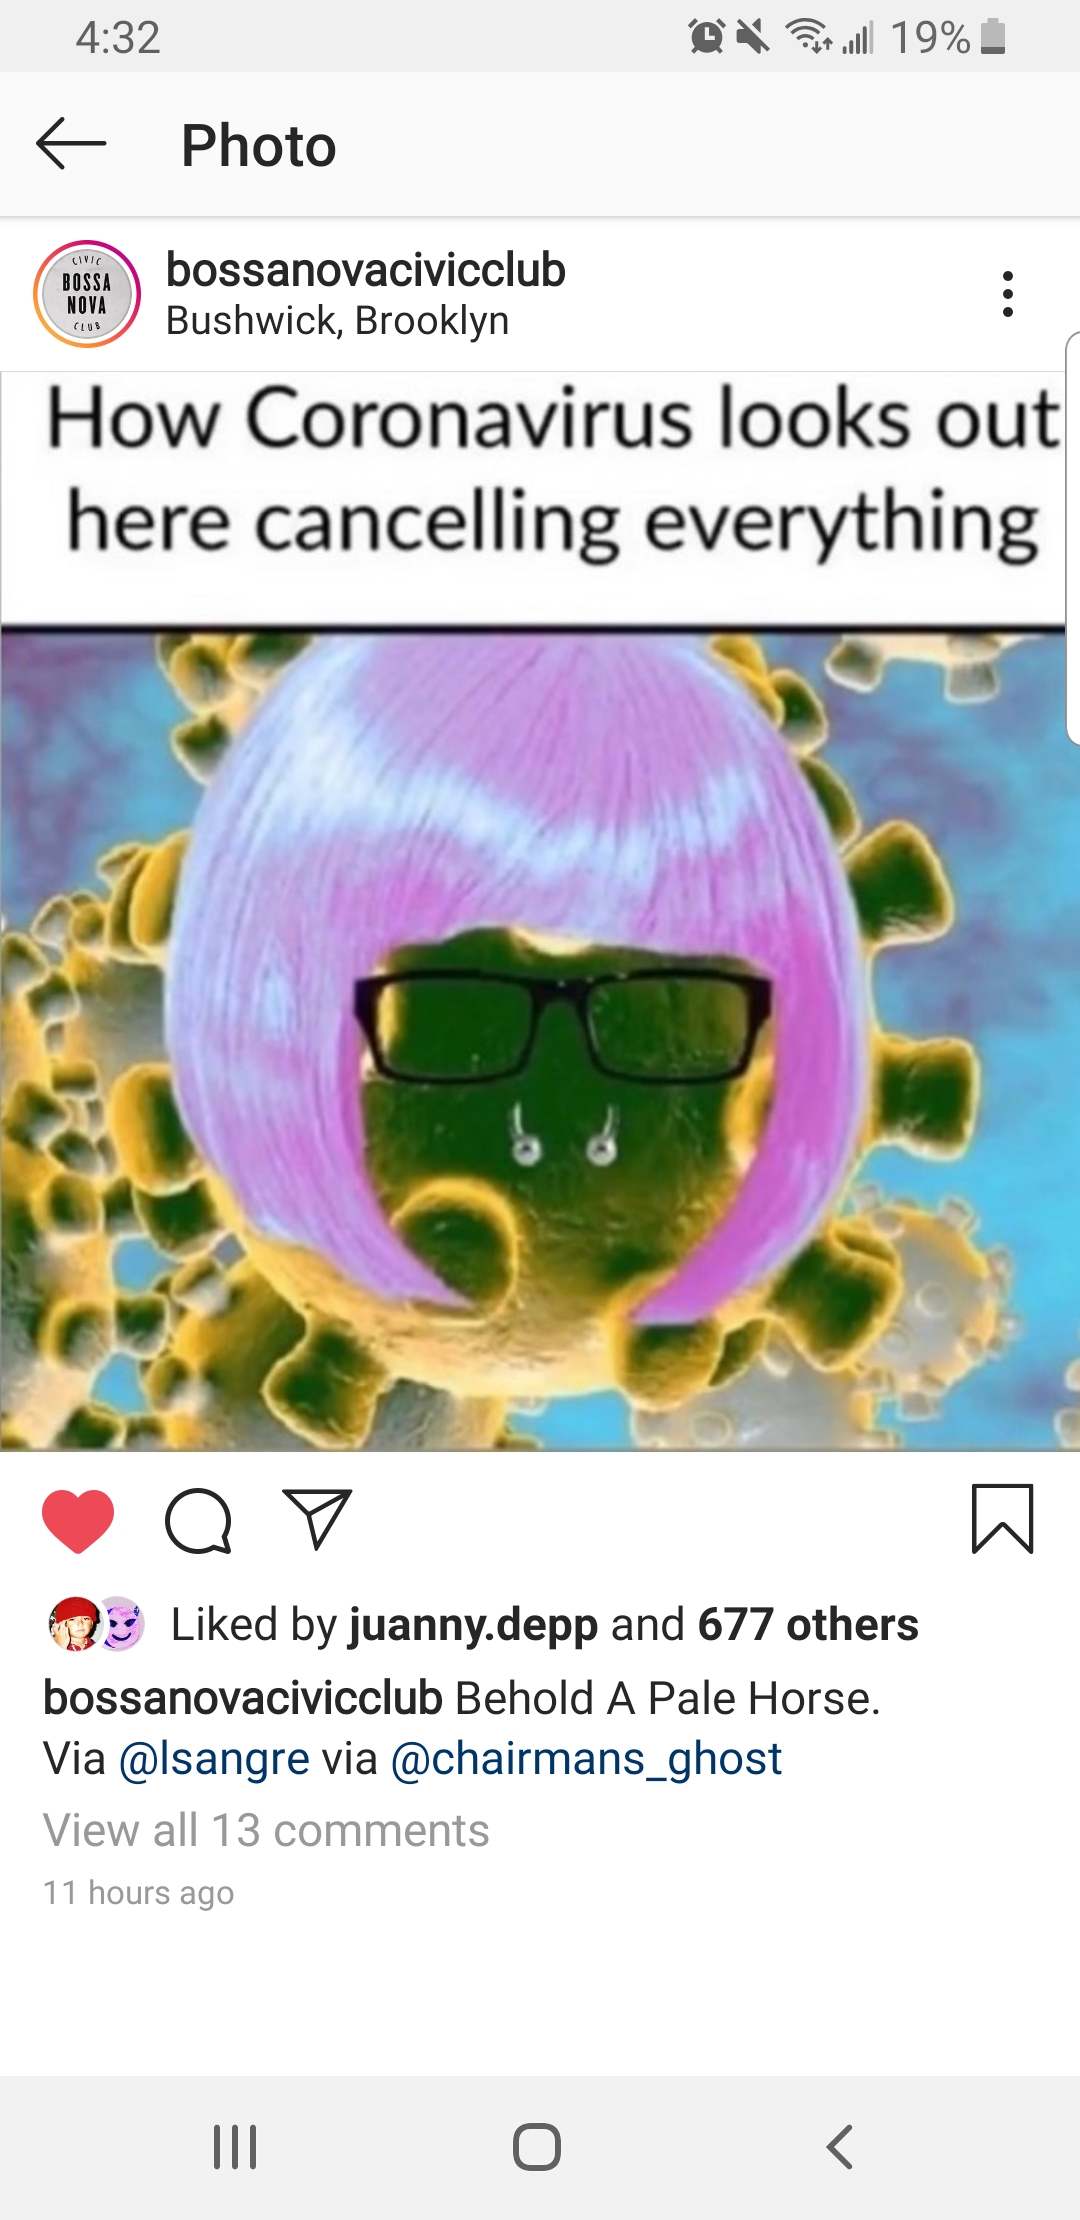 4:32
19%
Photo
CIVIC
BOSSA
NOVA
CLUB
bossanovacivicclub
Bushwick, Brooklyn
How Coronavirus looks out
here cancelling everything
Liked by juanny.depp and 677 others
bossanovacivicclub Behold A Pale Horse.
Via @lsangre via @chairmans_ghost
View all 13 comments
11 hours ago